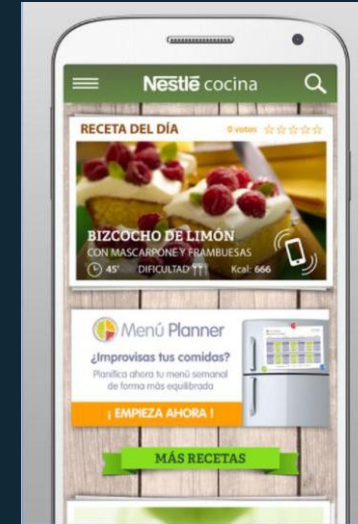 Nestlé cocina
RECETA DEL DÍA 0 votos
BIZCOCHO DE LIMÓN
CON MASCARPONE Y FRAMBUESAS
45' DIFICULTAD Kcal: 666
Menú Planner
¿Improvisas tus comidas?
Planifica ahora tu menú semanal
de forma más equilibrada
¡ EMPIEZA AHORA !
MÁS RECETAS